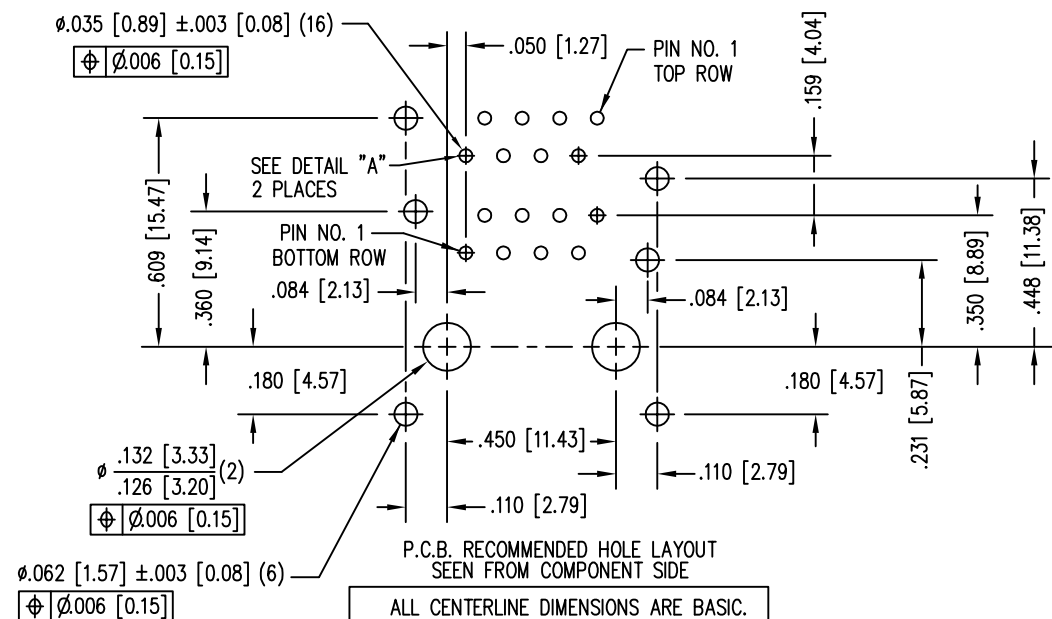 ø.035 [0.89] ±.003 [0.08] (16)
⌖ Ø.006 [0.15]
.050 [1.27]
PIN NO. 1
TOP ROW
.159 [4.04]
SEE DETAIL "A"
2 PLACES
PIN NO. 1
BOTTOM ROW
.609 [15.47]
.360 [9.14]
.084 [2.13]
.084 [2.13]
.350 [8.89]
.448 [11.38]
.180 [4.57]
.180 [4.57]
.231 [5.87]
.450 [11.43]
ø .132 [3.33]
.126 [3.20] (2)
⌖ Ø.006 [0.15]
.110 [2.79]
.110 [2.79]
ø.062 [1.57] ±.003 [0.08] (6)
⌖ Ø.006 [0.15]
P.C.B. RECOMMENDED HOLE LAYOUT
SEEN FROM COMPONENT SIDE
ALL CENTERLINE DIMENSIONS ARE BASIC.